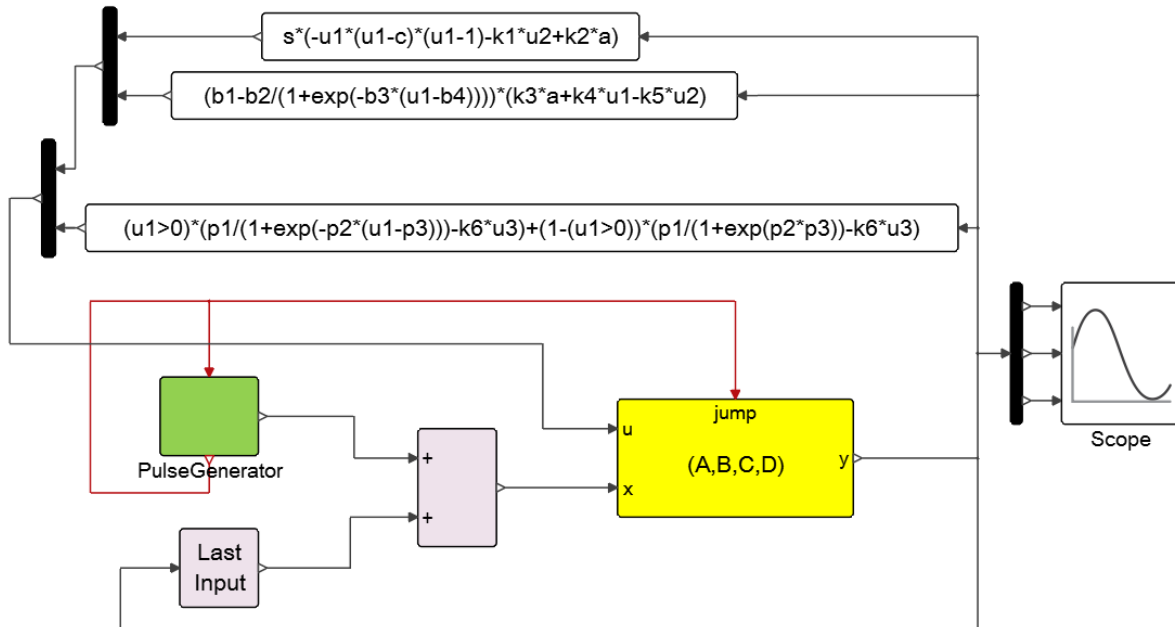 s*(-u1*(u1-c)*(u1-1)-k1*u2+k2*a)
(b1-b2/(1+exp(-b3*(u1-b4))))*(k3*a+k4*u1-k5*u2)
(u1>0)*(p1/(1+exp(-p2*(u1-p3)))-k6*u3)+(1-(u1>0))*(p1/(1+exp(p2*p3))-k6*u3)
PulseGenerator
+
+
jump
u
(A,B,C,D)
y
x
Scope
Last
Input